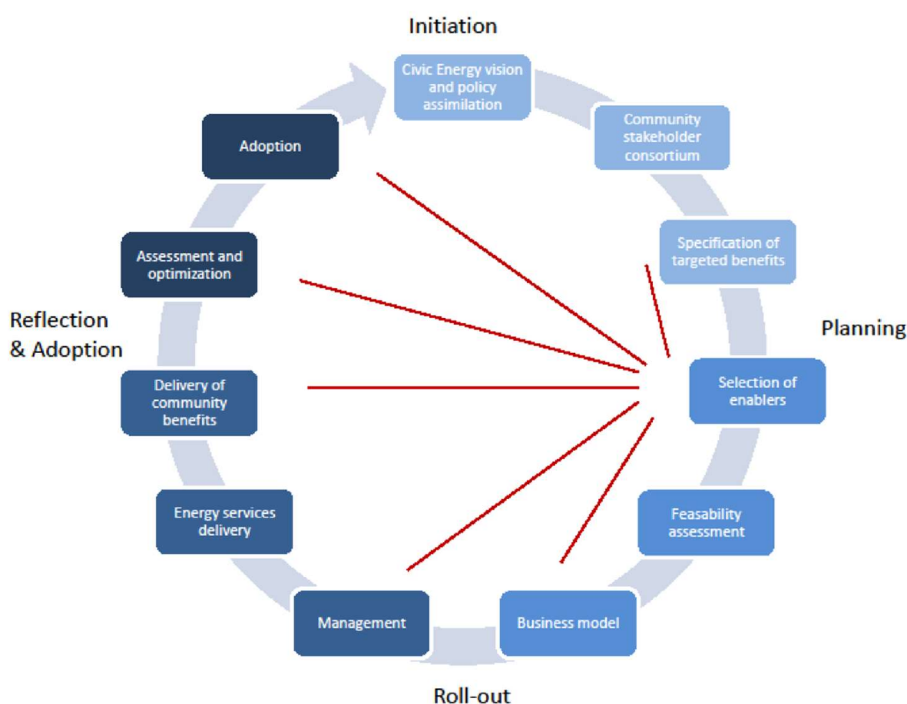 Initiation
Civic Energy vision
and policy
assimilation
Community
stakeholder
consortium
Specification of
targeted benefits
Planning
Selection of
enablers
Feasability
assessment
Business model
Roll-out
Management
Energy services
delivery
Delivery of
community
benefits
Reflection
& Adoption
Assessment and
optimization
Adoption